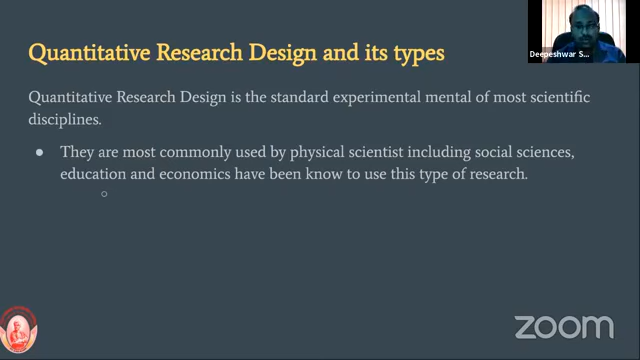 Quantitative Research Design and its types
Deepeshwar S...
Quantitative Research Design is the standard experimental mental of most scientific
disciplines.
They are most commonly used by physical scientist including social sciences,
education and economics have been know to use this type of research.
zoom